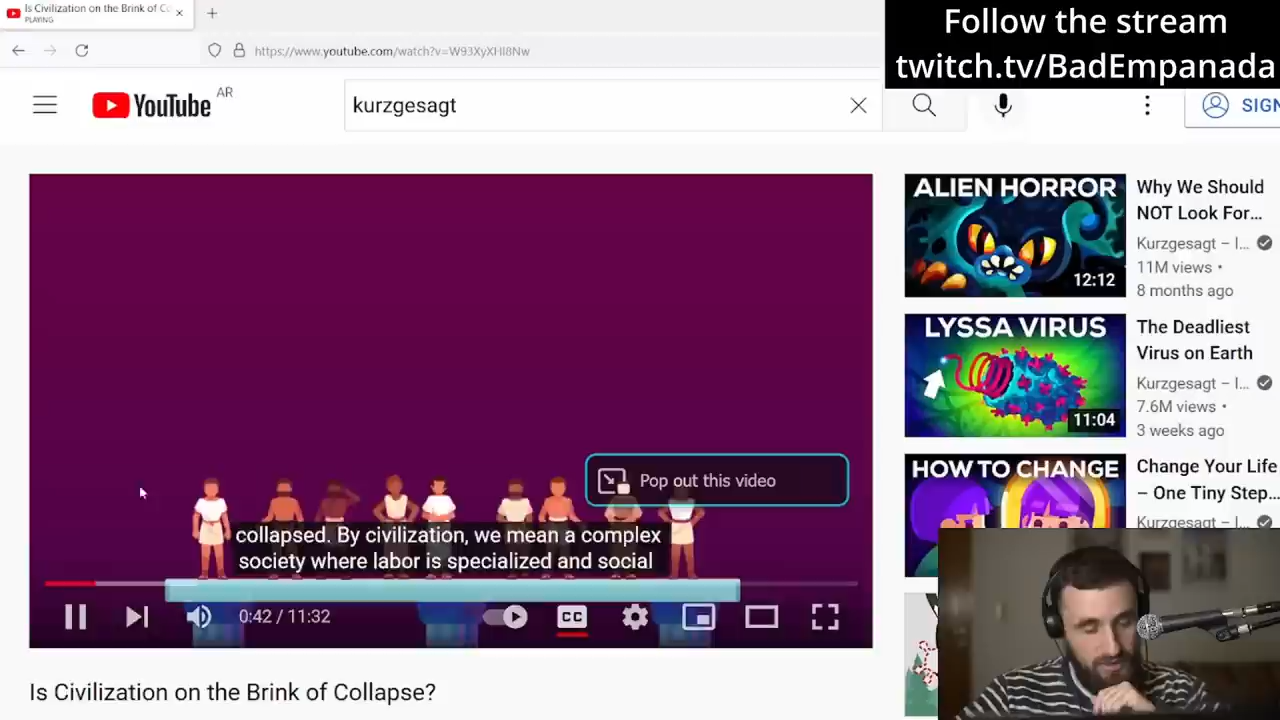 Is Civilization on the Brink of Co
PLAYING
Follow the stream
twitch.tv/BadEmpanada
https://www.youtube.com/watch?v=W93XyXHI8Nw
YouTube AR
kurzgesagt
SIGN
ALIEN HORROR
12:12
Why We Should
NOT Look For...
Kurzgesagt – I...
11M views •
8 months ago
LYSSA VIRUS
11:04
The Deadliest
Virus on Earth
Kurzgesagt – I...
7.6M views •
3 weeks ago
HOW TO CHANGE
Change Your Life
– One Tiny Step...
Kurzgesagt – I...
Pop out this video
collapsed. By civilization, we mean a complex
society where labor is specialized and social
0:42 / 11:32
CC
Is Civilization on the Brink of Collapse?